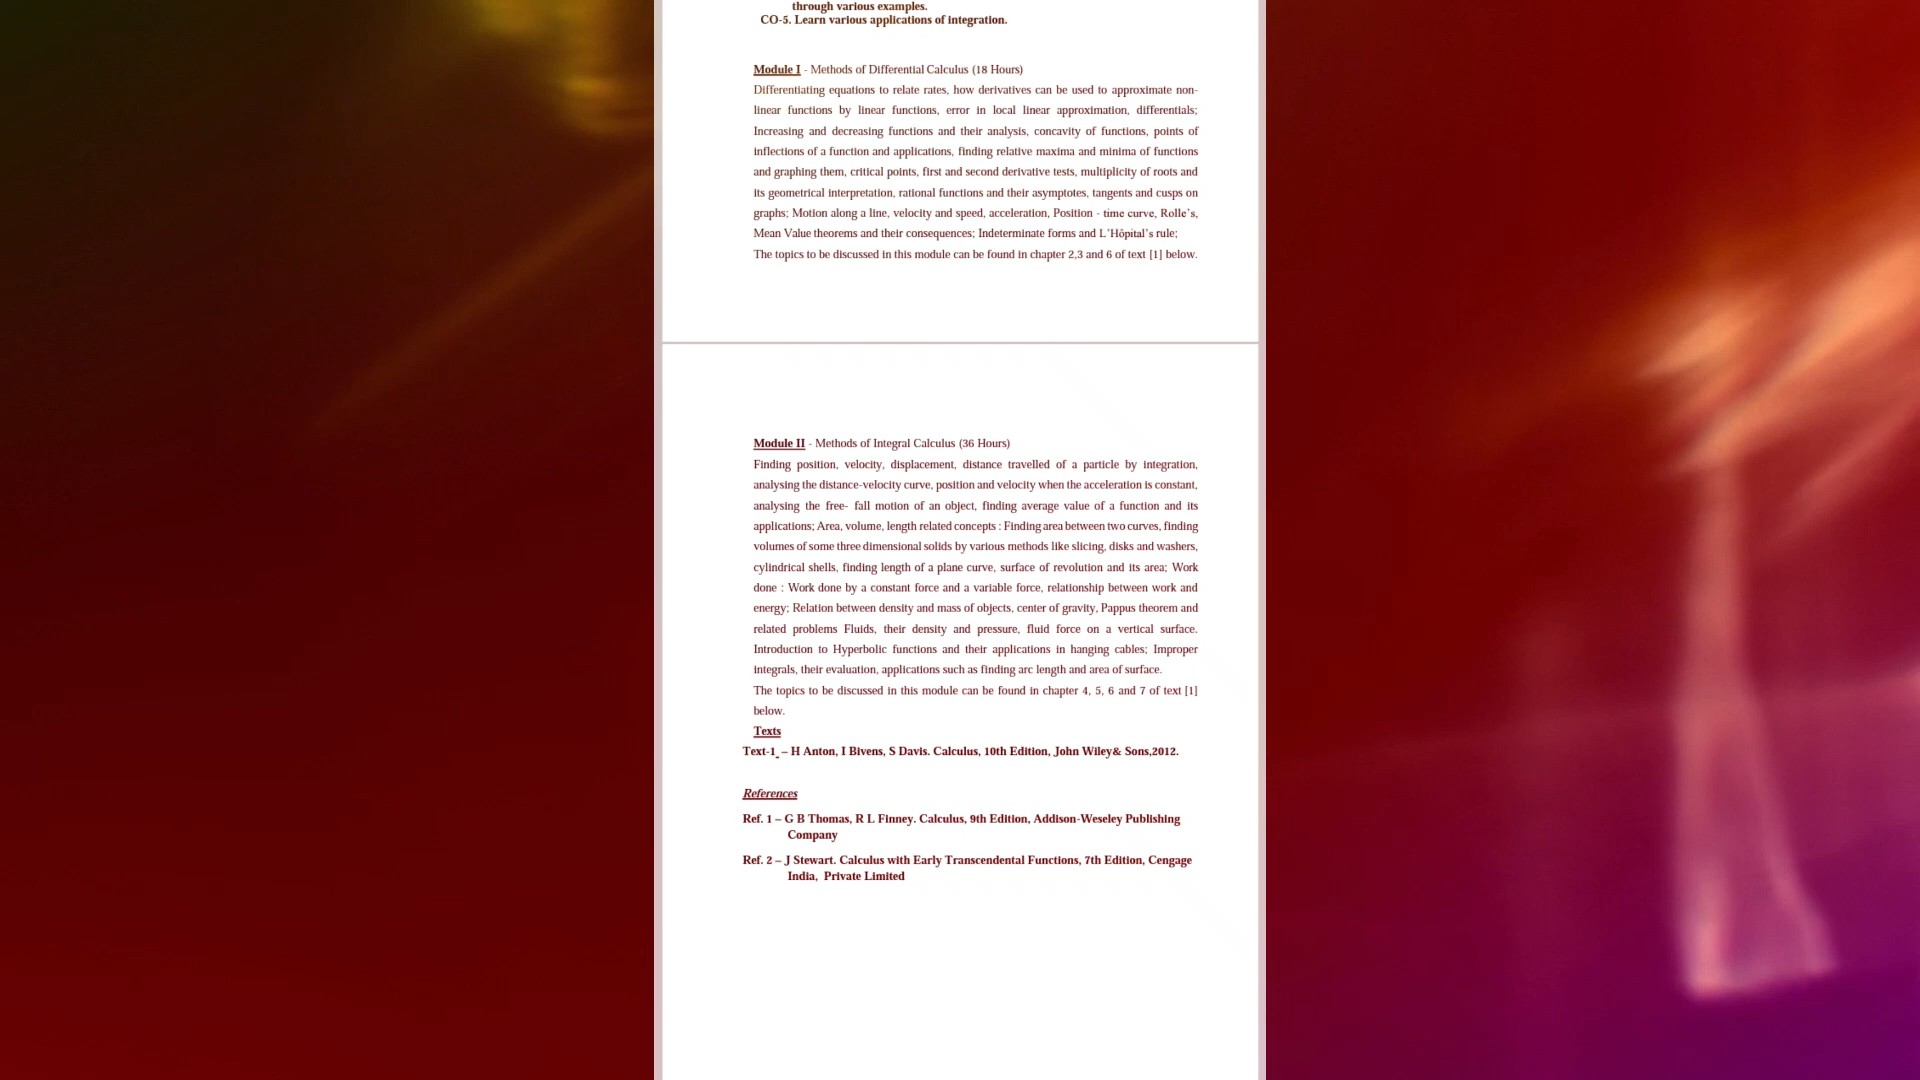 through various examples.
CO-5. Learn various applications of integration.
Module I - Methods of Differential Calculus (18 Hours)
Differentiating equations to relate rates, how derivatives can be used to approximate non-
linear functions by linear functions, error in local linear approximation, differentials;
Increasing and decreasing functions and their analysis, concavity of functions, points of
inflections of a function and applications, finding relative maxima and minima of functions
and graphing them, critical points, first and second derivative tests, multiplicity of roots and
its geometrical interpretation, rational functions and their asymptotes, tangents and cusps on
graphs; Motion along a line, velocity and speed, acceleration, Position - time curve, Rolle's,
Mean Value theorems and their consequences; Indeterminate forms and L'Hôpital's rule;
The topics to be discussed in this module can be found in chapter 2,3 and 6 of text [1] below.
Module II - Methods of Integral Calculus (36 Hours)
Finding position, velocity, displacement, distance travelled of a particle by integration,
analysing the distance-velocity curve, position and velocity when the acceleration is constant,
analysing the free- fall motion of an object, finding average value of a function and its
applications; Area, volume, length related concepts : Finding area between two curves, finding
volumes of some three dimensional solids by various methods like slicing, disks and washers,
cylindrical shells, finding length of a plane curve, surface of revolution and its area; Work
done : Work done by a constant force and a variable force, relationship between work and
energy; Relation between density and mass of objects, center of gravity, Pappus theorem and
related problems Fluids, their density and pressure, fluid force on a vertical surface.
Introduction to Hyperbolic functions and their applications in hanging cables; Improper
integrals, their evaluation, applications such as finding arc length and area of surface.
The topics to be discussed in this module can be found in chapter 4, 5, 6 and 7 of text [1]
below.
Texts
Text-1 – H Anton, I Bivens, S Davis. Calculus, 10th Edition, John Wiley& Sons,2012.
References
Ref. 1 – G B Thomas, R L Finney. Calculus, 9th Edition, Addison-Weseley Publishing
Company
Ref. 2 – J Stewart. Calculus with Early Transcendental Functions, 7th Edition, Cengage
India, Private Limited